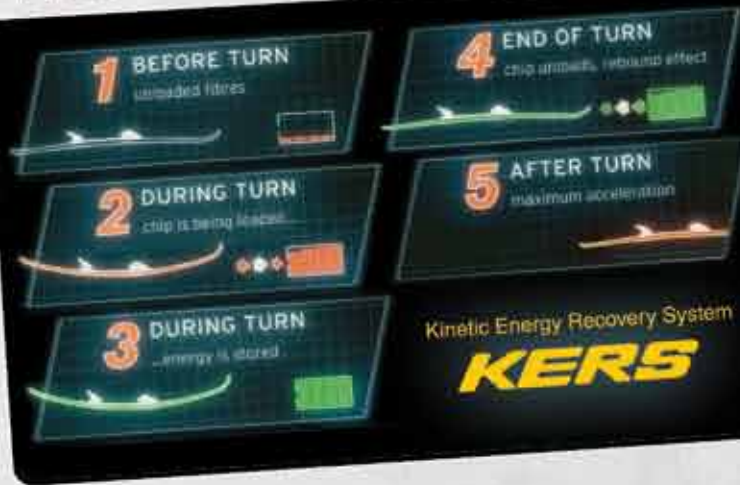 1 BEFORE TURN
unloaded fibres
2 DURING TURN
chip is being loaded...
3 DURING TURN
...energy is stored
4 END OF TURN
chip unloads, rebound effect
5 AFTER TURN
maximum acceleration
Kinetic Energy Recovery System
KERS